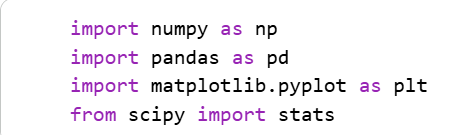 import numpy as np
import pandas as pd
import matplotlib.pyplot as plt
from scipy import stats